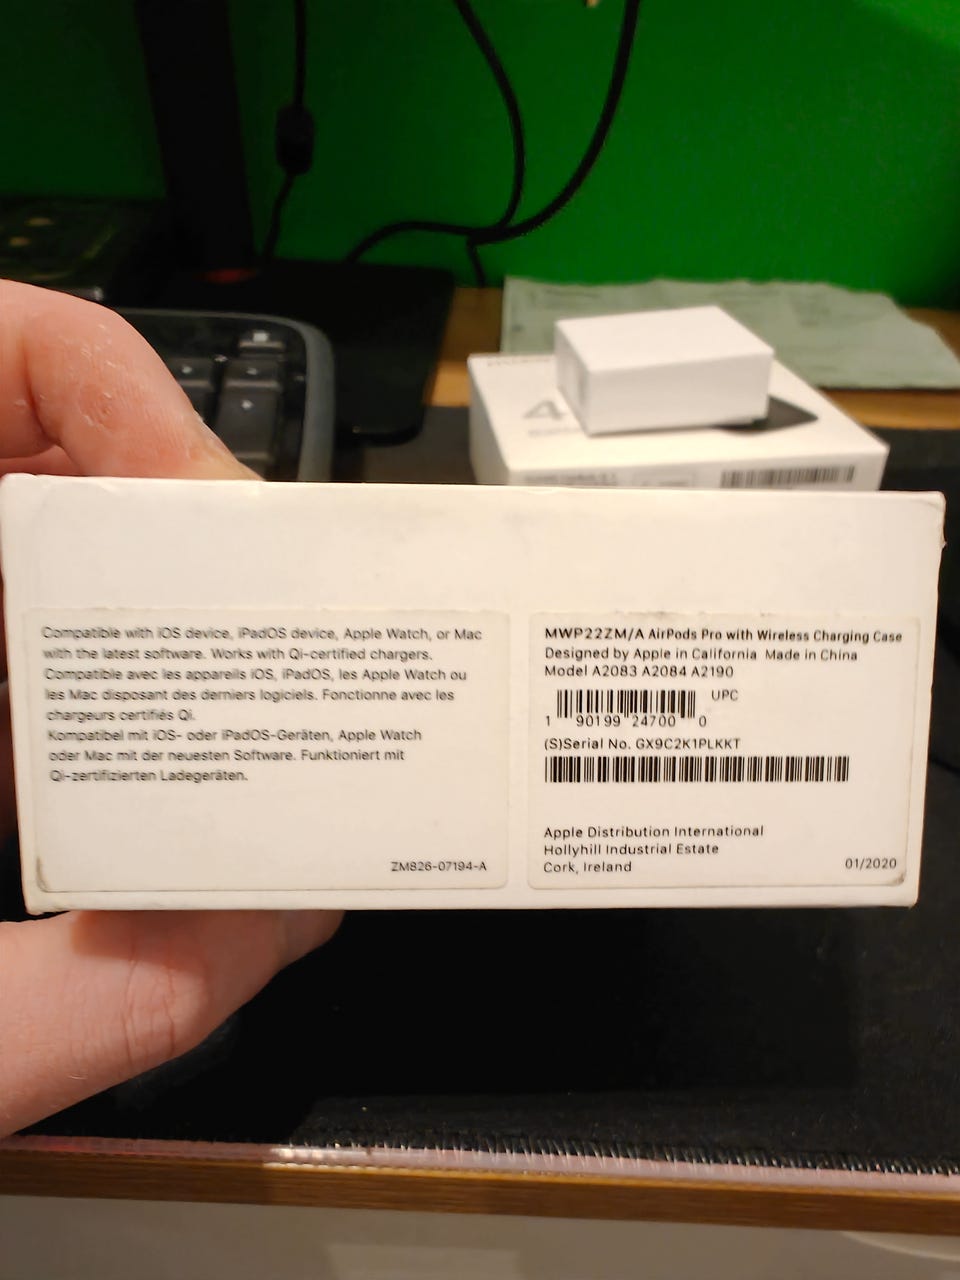 4
Compatible with iOS device, iPadOS device, Apple Watch, or Mac
with the latest software. Works with Qi-certified chargers.
Compatible avec les appareils iOS, iPadOS, les Apple Watch ou
les Mac disposant des derniers logiciels. Fonctionne avec les
chargeurs certifiés Qi.
Kompatibel mit iOS- oder iPadOS-Geräten, Apple Watch
oder Mac mit der neuesten Software. Funktioniert mit
Qi-zertifizierten Ladegeräten.
ZM826-07194-A
MWP22ZM/A AirPods Pro with Wireless Charging Case
Designed by Apple in California Made in China
Model A2083 A2084 A2190
UPC
1 90199 24700 0
(S)Serial No. GX9C2K1PLKKT
Apple Distribution International
Hollyhill Industrial Estate
Cork, Ireland
01/2020